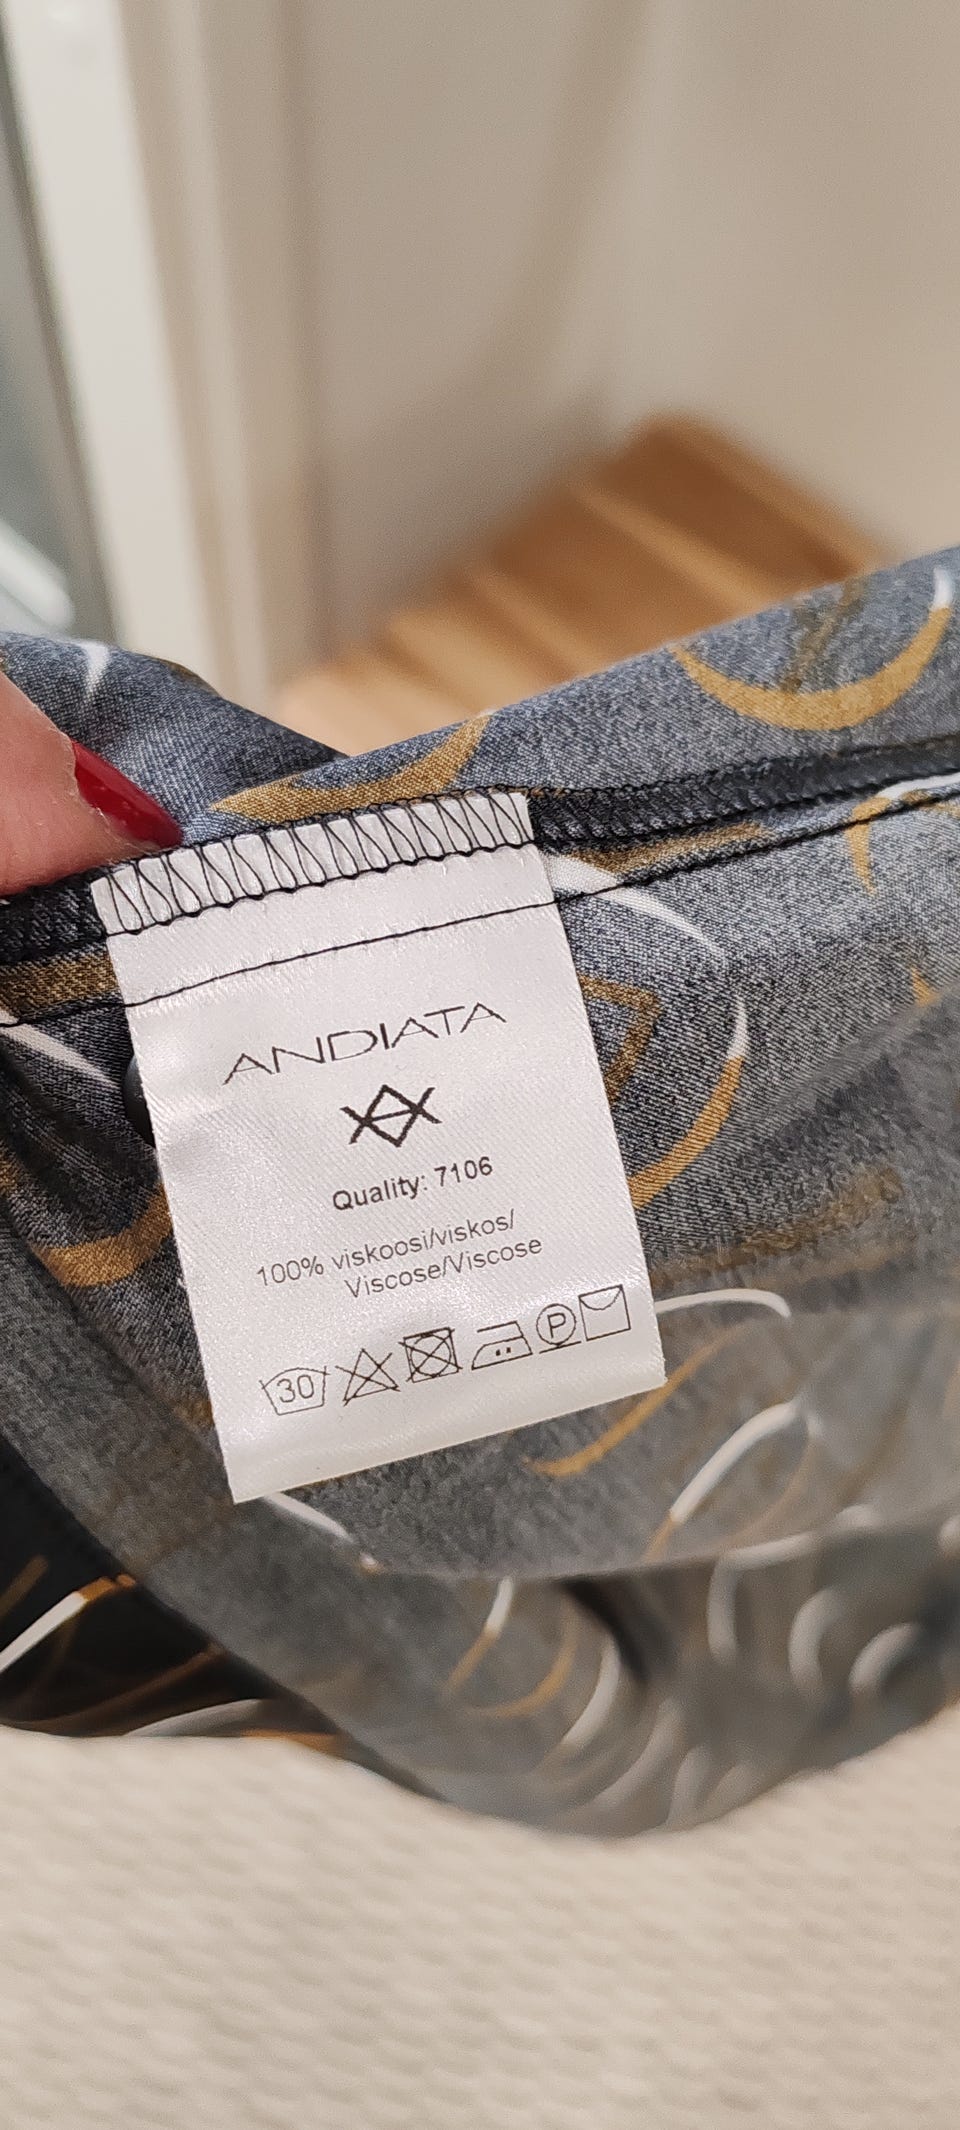 ANDIATA
Quality: 7106
100% viskoosi/viskos/
Viscose/Viscose
30 P